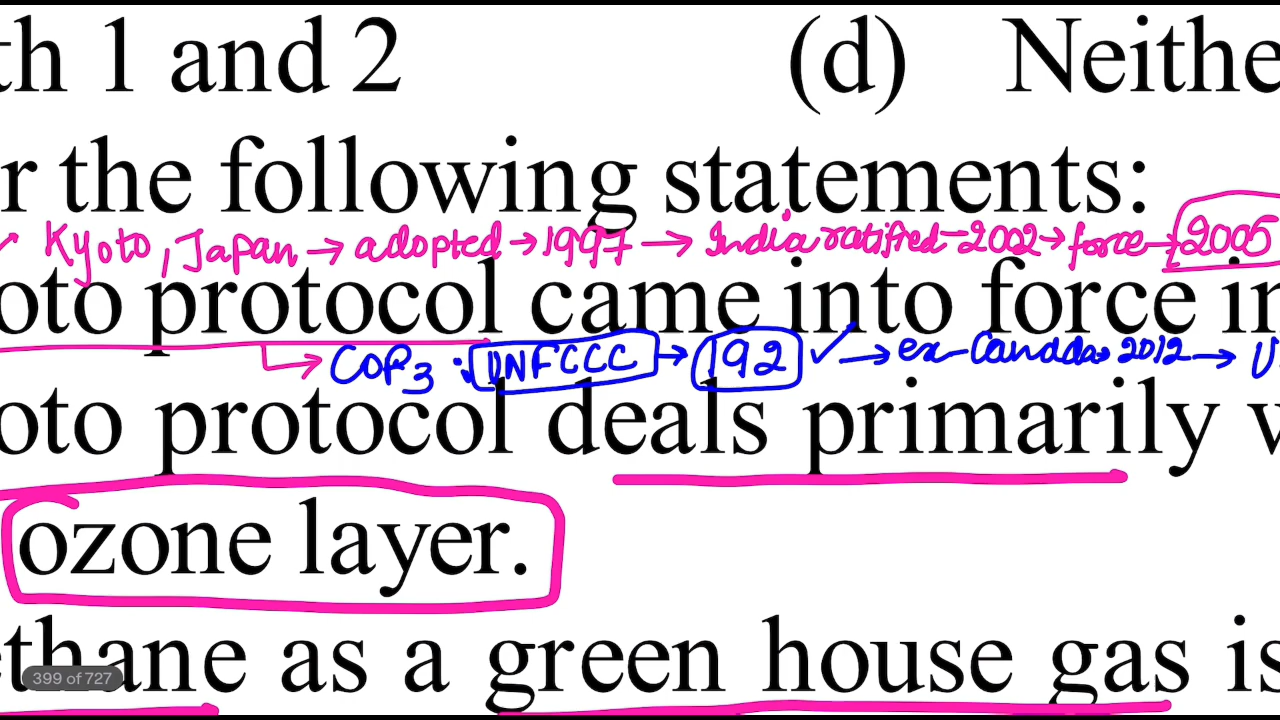 th 1 and 2 (d) Neithe
r the following statements:
Kyoto, Japan → adopted → 1997 → India ratified - 2002 → force → 2005
oto protocol came into force in
→ COP3 : UNFCCC → 192 ✓ → ex- Canada 2012 → U
oto protocol deals primarily w
ozone layer.
ethane as a green house gas is
399 of 727